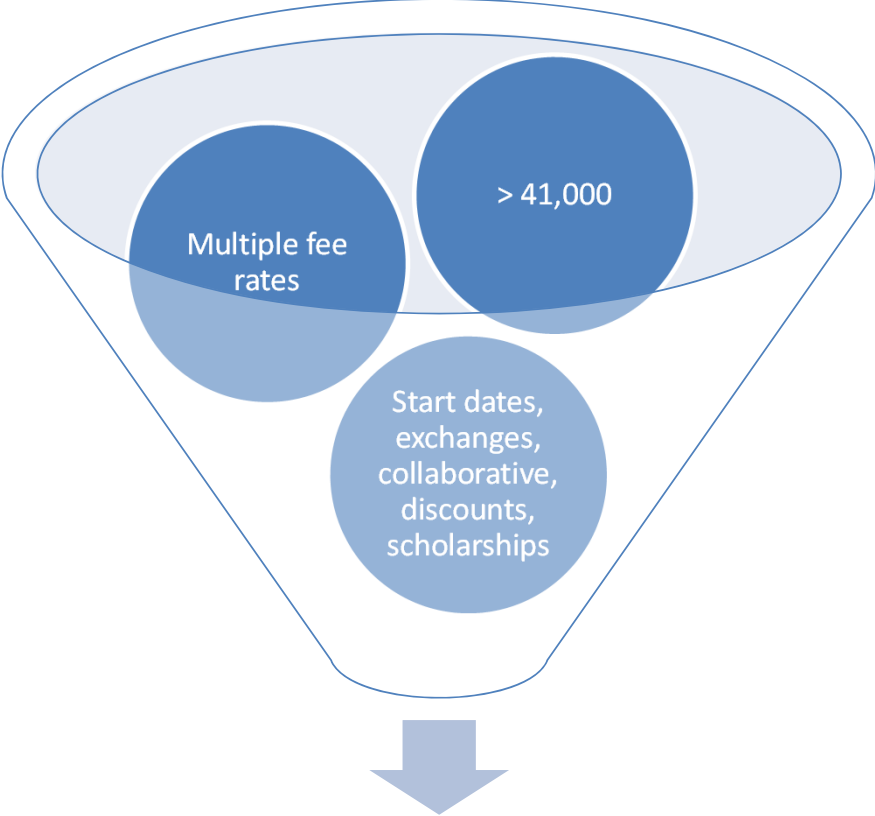 > 41,000
Multiple fee
rates
Start dates,
exchanges,
collaborative,
discounts,
scholarships